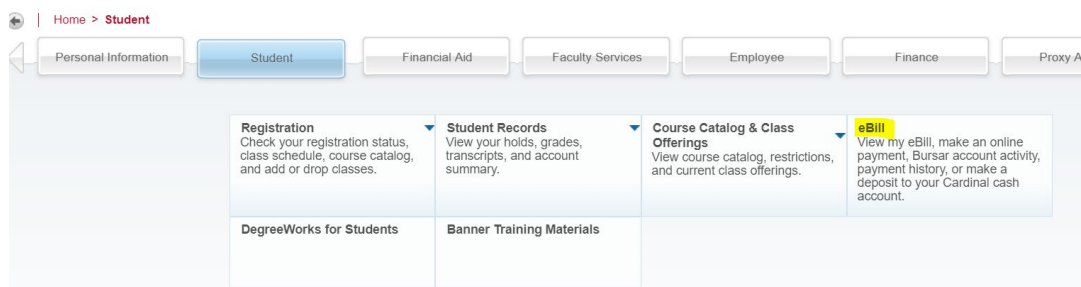 Home > Student
Personal Information
Student
Financial Aid
Faculty Services
Employee
Finance
Proxy A
Registration
Check your registration status,
class schedule, course catalog,
and add or drop classes.
Student Records
View your holds, grades,
transcripts, and account
summary.
Course Catalog & Class
Offerings
View course catalog, restrictions,
and current class offerings.
eBill
View my eBill, make an online
payment, Bursar account activity,
payment history, or make a
deposit to your Cardinal cash
account.
DegreeWorks for Students
Banner Training Materials